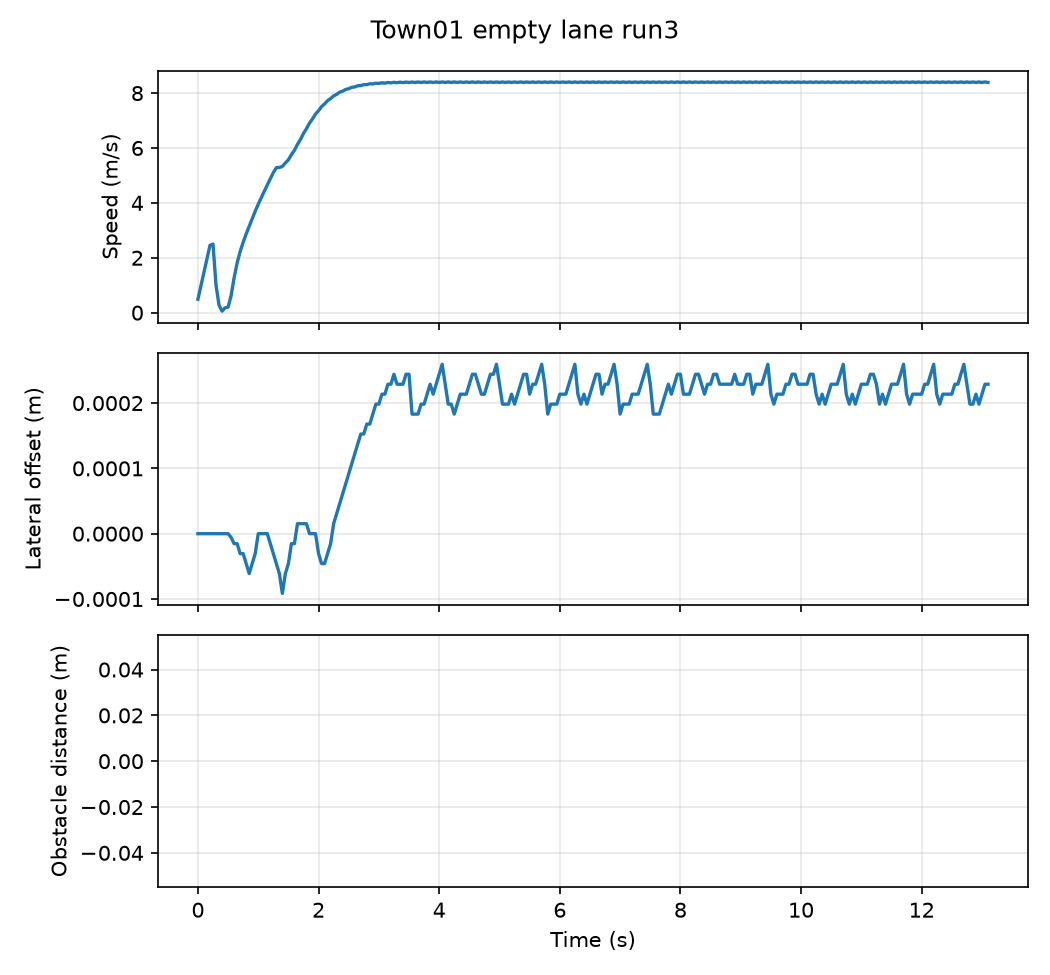 Town01 empty lane run3
Speed (m/s)
8
6
4
2
0
Lateral offset (m)
0.0002
0.0001
0.0000
−0.0001
Obstacle distance (m)
0.04
0.02
0.00
−0.02
−0.04
0 2 4 6 8 10 12
Time (s)